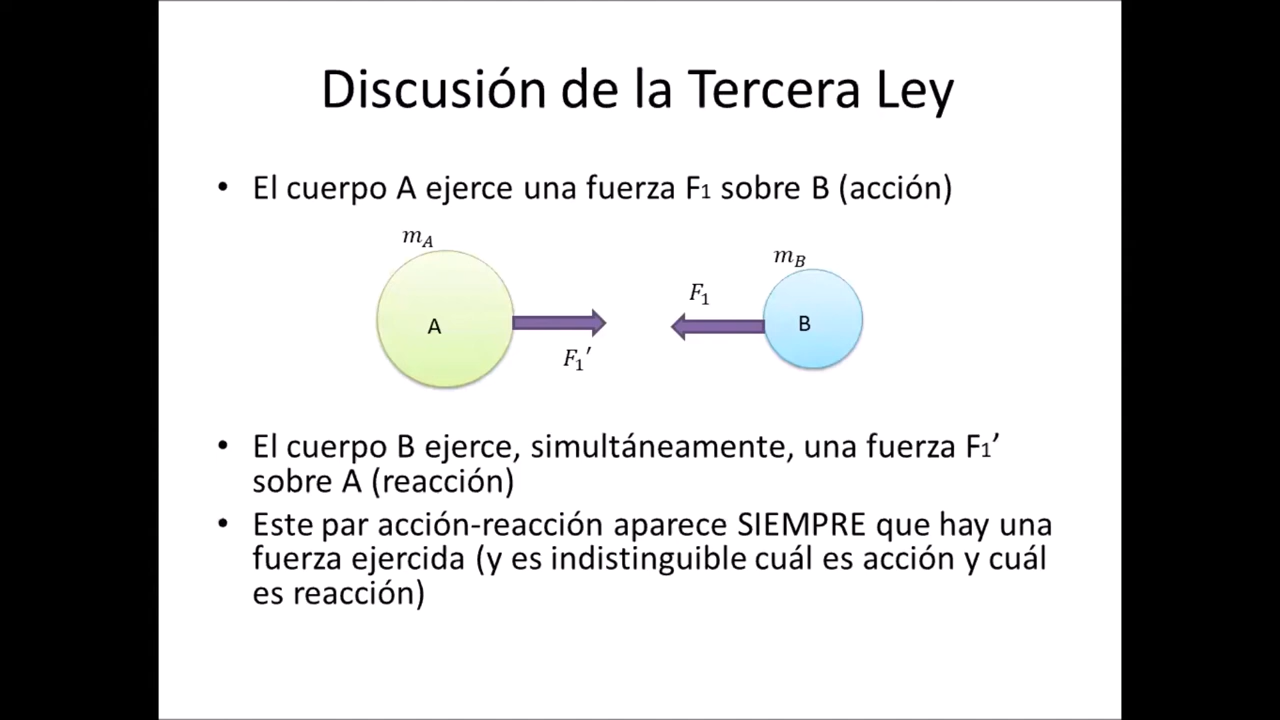 Discusión de la Tercera Ley
• El cuerpo A ejerce una fuerza F₁ sobre B (acción)
m_A
m_B
F₁
A
B
F₁′
• El cuerpo B ejerce, simultáneamente, una fuerza F₁’
sobre A (reacción)
• Este par acción-reacción aparece SIEMPRE que hay una
fuerza ejercida (y es indistinguible cuál es acción y cuál
es reacción)